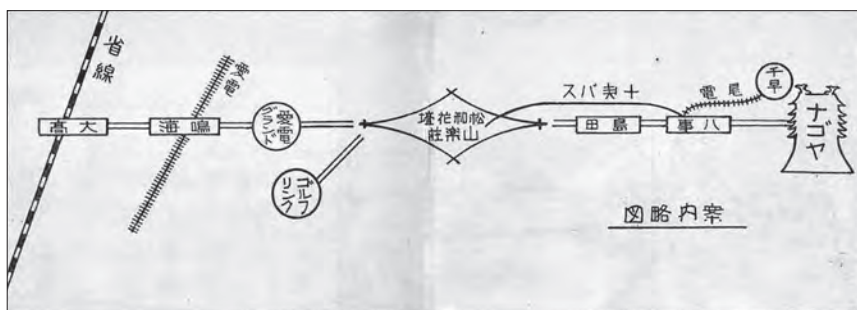 省線
愛電
大高
鳴海
愛電
グランド
ゴルフ
リンク
松和花壇
山楽荘
バス
島田
八事
尾電
千早
ナゴヤ
案内略図